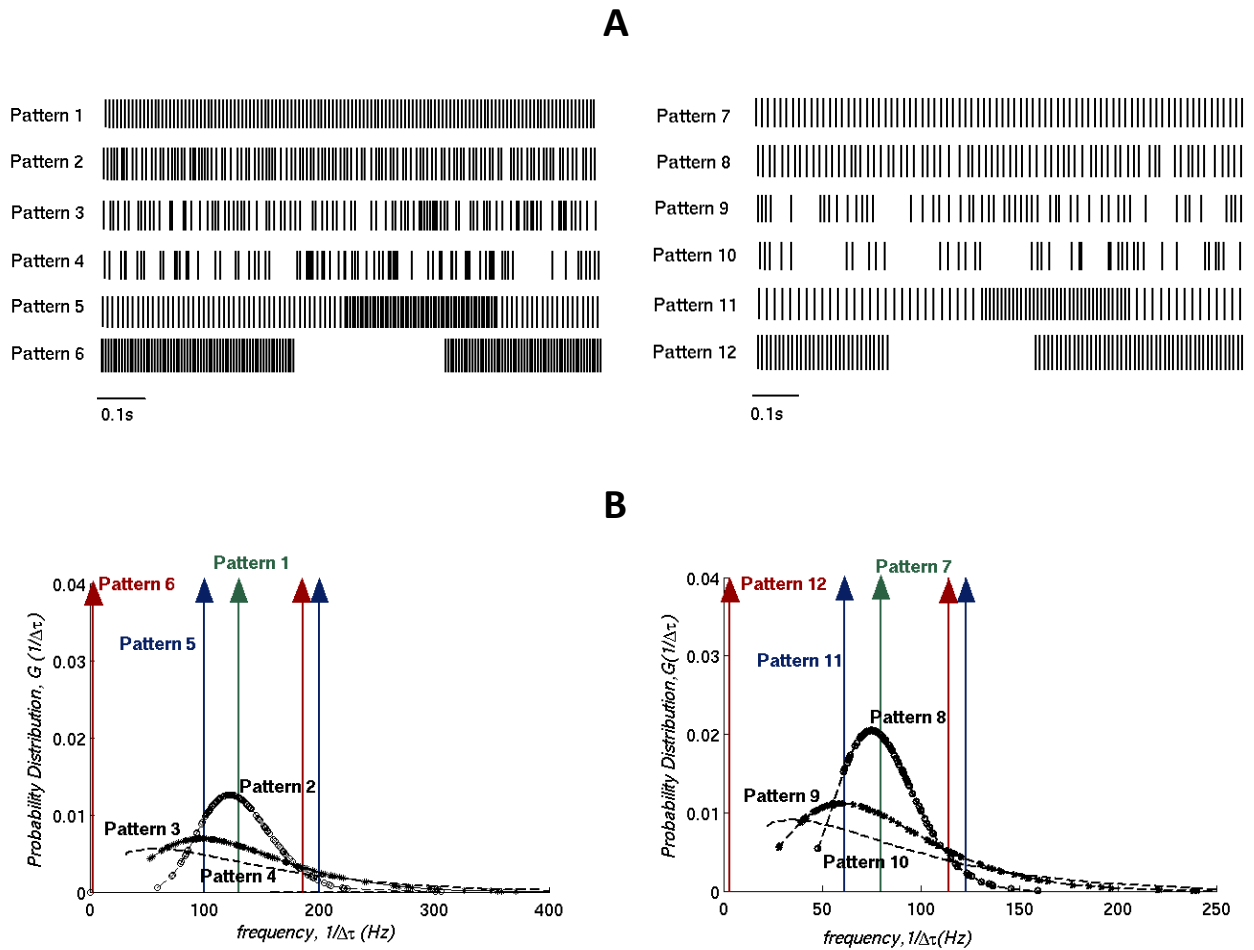 A
Pattern 1
Pattern 2
Pattern 3
Pattern 4
Pattern 5
Pattern 6
0.1s
Pattern 7
Pattern 8
Pattern 9
Pattern 10
Pattern 11
Pattern 12
0.1s
B
Probability Distribution, G (1/Δτ)
0.04
0.03
0.02
0.01
0
Pattern 6
Pattern 1
Pattern 5
Pattern 2
Pattern 3
Pattern 4
0 100 200 300 400
frequency, 1/Δτ (Hz)
Probability Distribution,G(1/Δτ)
0.04
0.03
0.02
0.01
0
Pattern 12
Pattern 7
Pattern 11
Pattern 8
Pattern 9
Pattern 10
0 50 100 150 200 250
frequency,1/Δτ(Hz)